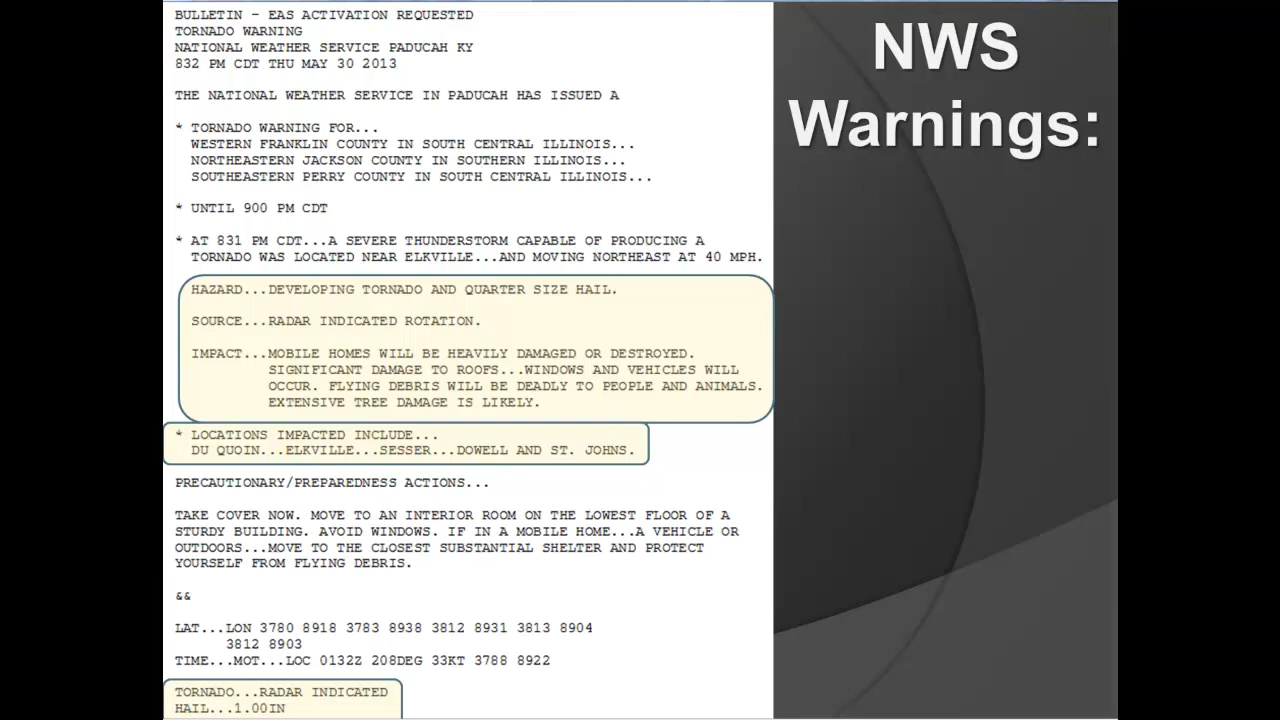 BULLETIN - EAS ACTIVATION REQUESTED
TORNADO WARNING
NATIONAL WEATHER SERVICE PADUCAH KY
832 PM CDT THU MAY 30 2013
THE NATIONAL WEATHER SERVICE IN PADUCAH HAS ISSUED A
* TORNADO WARNING FOR...
WESTERN FRANKLIN COUNTY IN SOUTH CENTRAL ILLINOIS...
NORTHEASTERN JACKSON COUNTY IN SOUTHERN ILLINOIS...
SOUTHEASTERN PERRY COUNTY IN SOUTH CENTRAL ILLINOIS...
* UNTIL 900 PM CDT
* AT 831 PM CDT...A SEVERE THUNDERSTORM CAPABLE OF PRODUCING A
TORNADO WAS LOCATED NEAR ELKVILLE...AND MOVING NORTHEAST AT 40 MPH.
HAZARD...DEVELOPING TORNADO AND QUARTER SIZE HAIL.
SOURCE...RADAR INDICATED ROTATION.
IMPACT...MOBILE HOMES WILL BE HEAVILY DAMAGED OR DESTROYED.
SIGNIFICANT DAMAGE TO ROOFS...WINDOWS AND VEHICLES WILL
OCCUR. FLYING DEBRIS WILL BE DEADLY TO PEOPLE AND ANIMALS.
EXTENSIVE TREE DAMAGE IS LIKELY.
* LOCATIONS IMPACTED INCLUDE...
DU QUOIN...ELKVILLE...SESSER...DOWELL AND ST. JOHNS.
PRECAUTIONARY/PREPAREDNESS ACTIONS...
TAKE COVER NOW. MOVE TO AN INTERIOR ROOM ON THE LOWEST FLOOR OF A
STURDY BUILDING. AVOID WINDOWS. IF IN A MOBILE HOME...A VEHICLE OR
OUTDOORS...MOVE TO THE CLOSEST SUBSTANTIAL SHELTER AND PROTECT
YOURSELF FROM FLYING DEBRIS.
&&
LAT...LON 3780 8918 3783 8938 3812 8931 3813 8904
3812 8903
TIME...MOT...LOC 0132Z 208DEG 33KT 3788 8922
TORNADO...RADAR INDICATED
HAIL...1.00IN
NWS
Warnings: